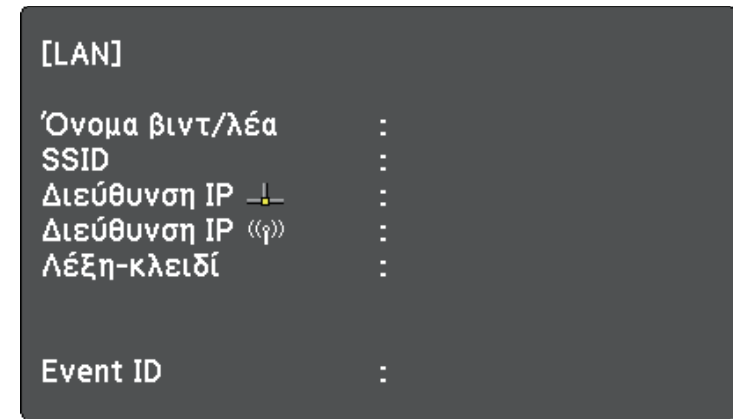 [LAN]
Όνομα βιντ/λέα :
SSID :
Διεύθυνση IP :
Διεύθυνση IP :
Λέξη-κλειδί :
Event ID :